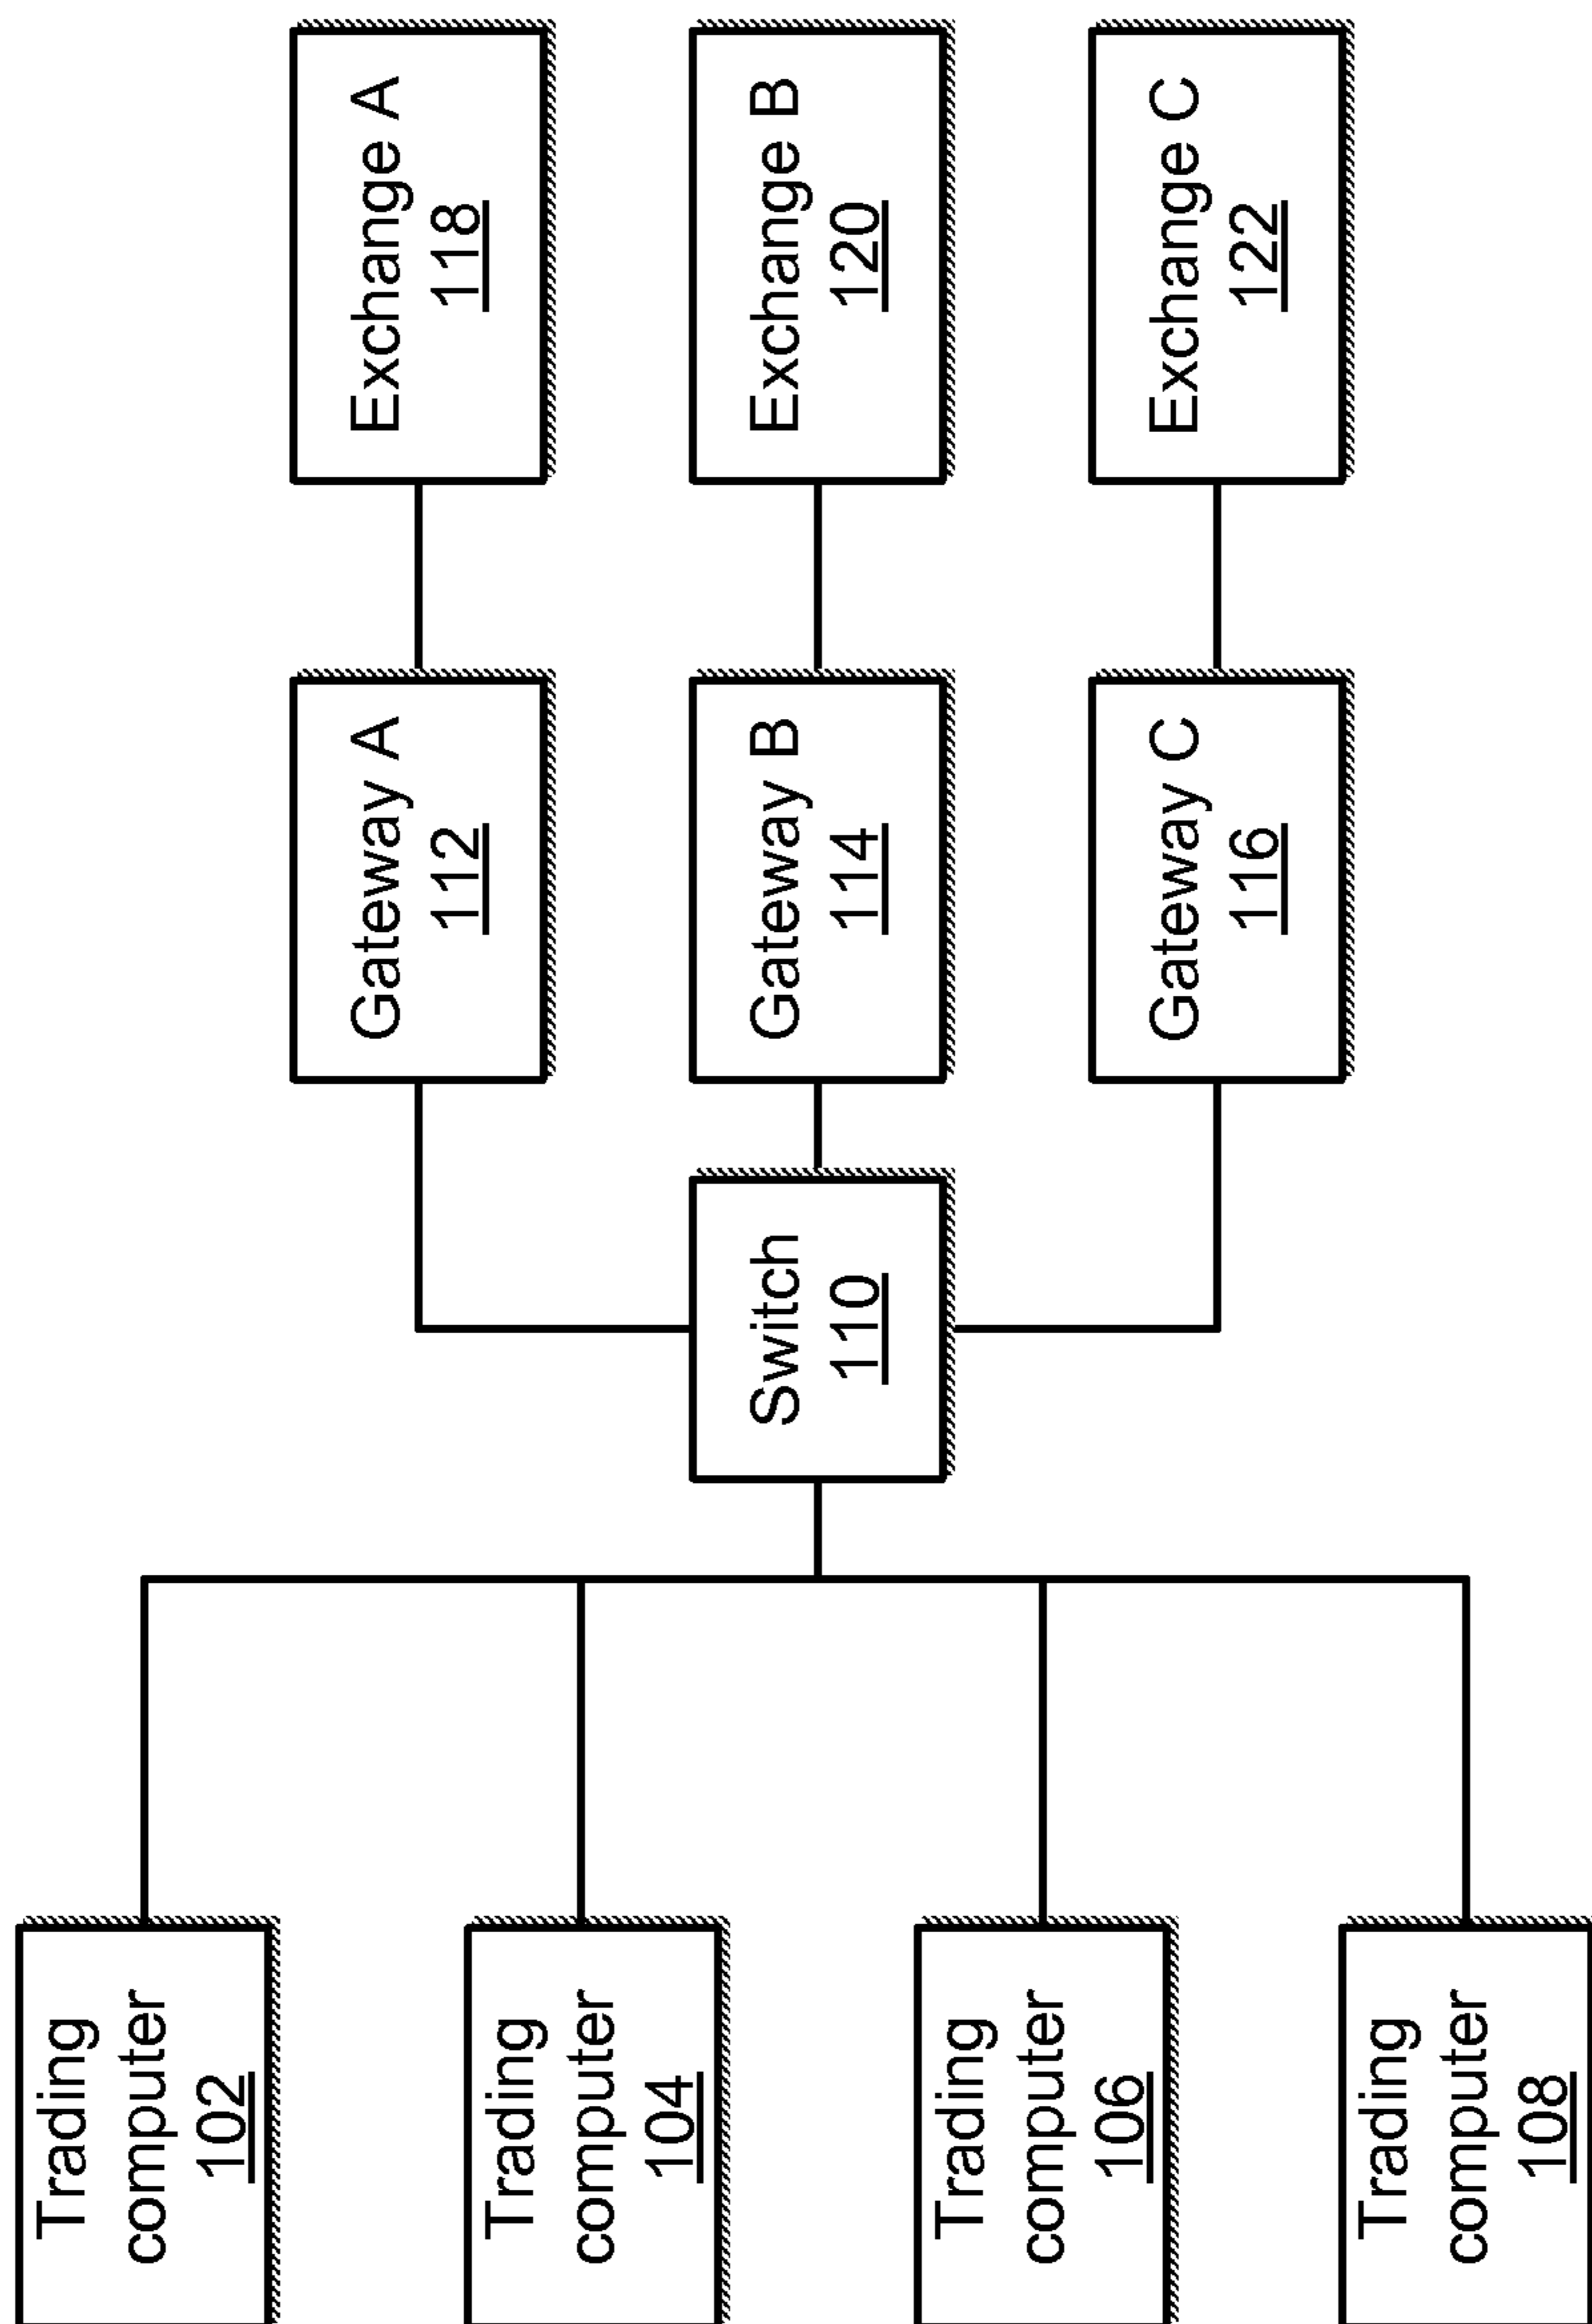 Trading
computer
102
Trading
computer
104
Trading
computer
106
Trading
computer
108
Switch
110
Gateway A
112
Gateway B
114
Gateway C
116
Exchange A
118
Exchange B
120
Exchange C
122